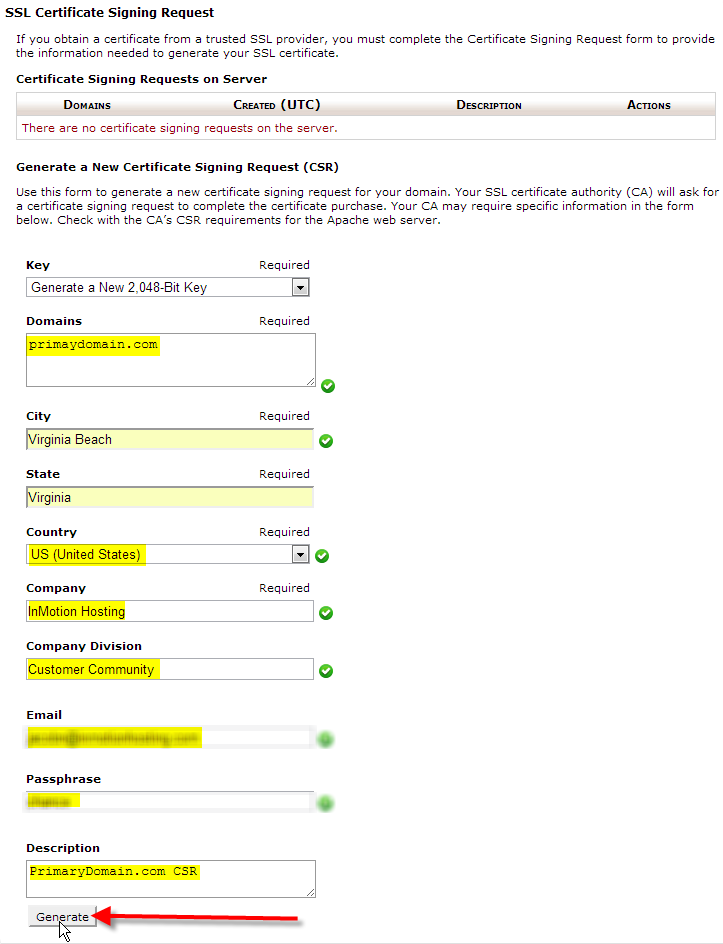 SSL Certificate Signing Request
If you obtain a certificate from a trusted SSL provider, you must complete the Certificate Signing Request form to provide
the information needed to generate your SSL certificate.
Certificate Signing Requests on Server
Domains Created (UTC) Description Actions
There are no certificate signing requests on the server.
Generate a New Certificate Signing Request (CSR)
Use this form to generate a new certificate signing request for your domain. Your SSL certificate authority (CA) will ask for
a certificate signing request to complete the certificate purchase. Your CA may require specific information in the form
below. Check with the CA's CSR requirements for the Apache web server.
Key Required
Generate a New 2,048-Bit Key
Domains Required
primaydomain.com
City Required
Virginia Beach
State Required
Virginia
Country Required
US (United States)
Company Required
InMotion Hosting
Company Division
Customer Community
Email
Passphrase
Description
PrimaryDomain.com CSR
Generate